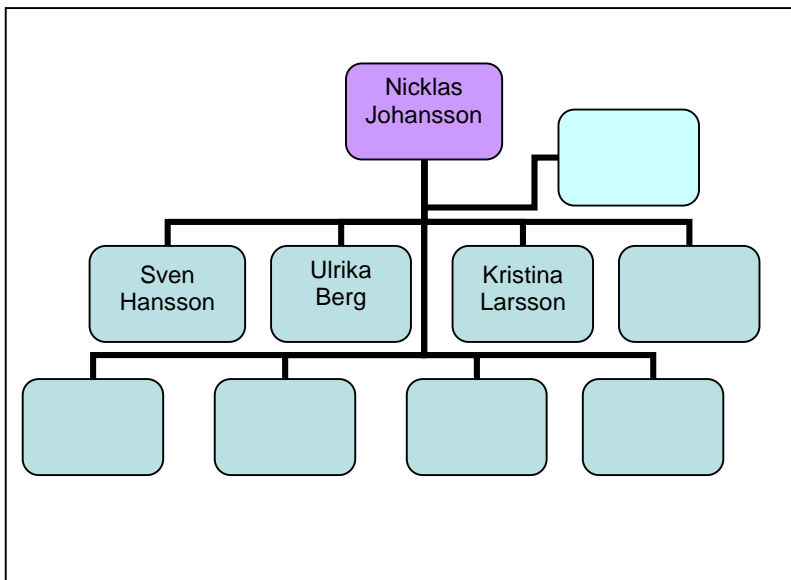 Nicklas
Johansson
Sven
Hansson
Ulrika
Berg
Kristina
Larsson